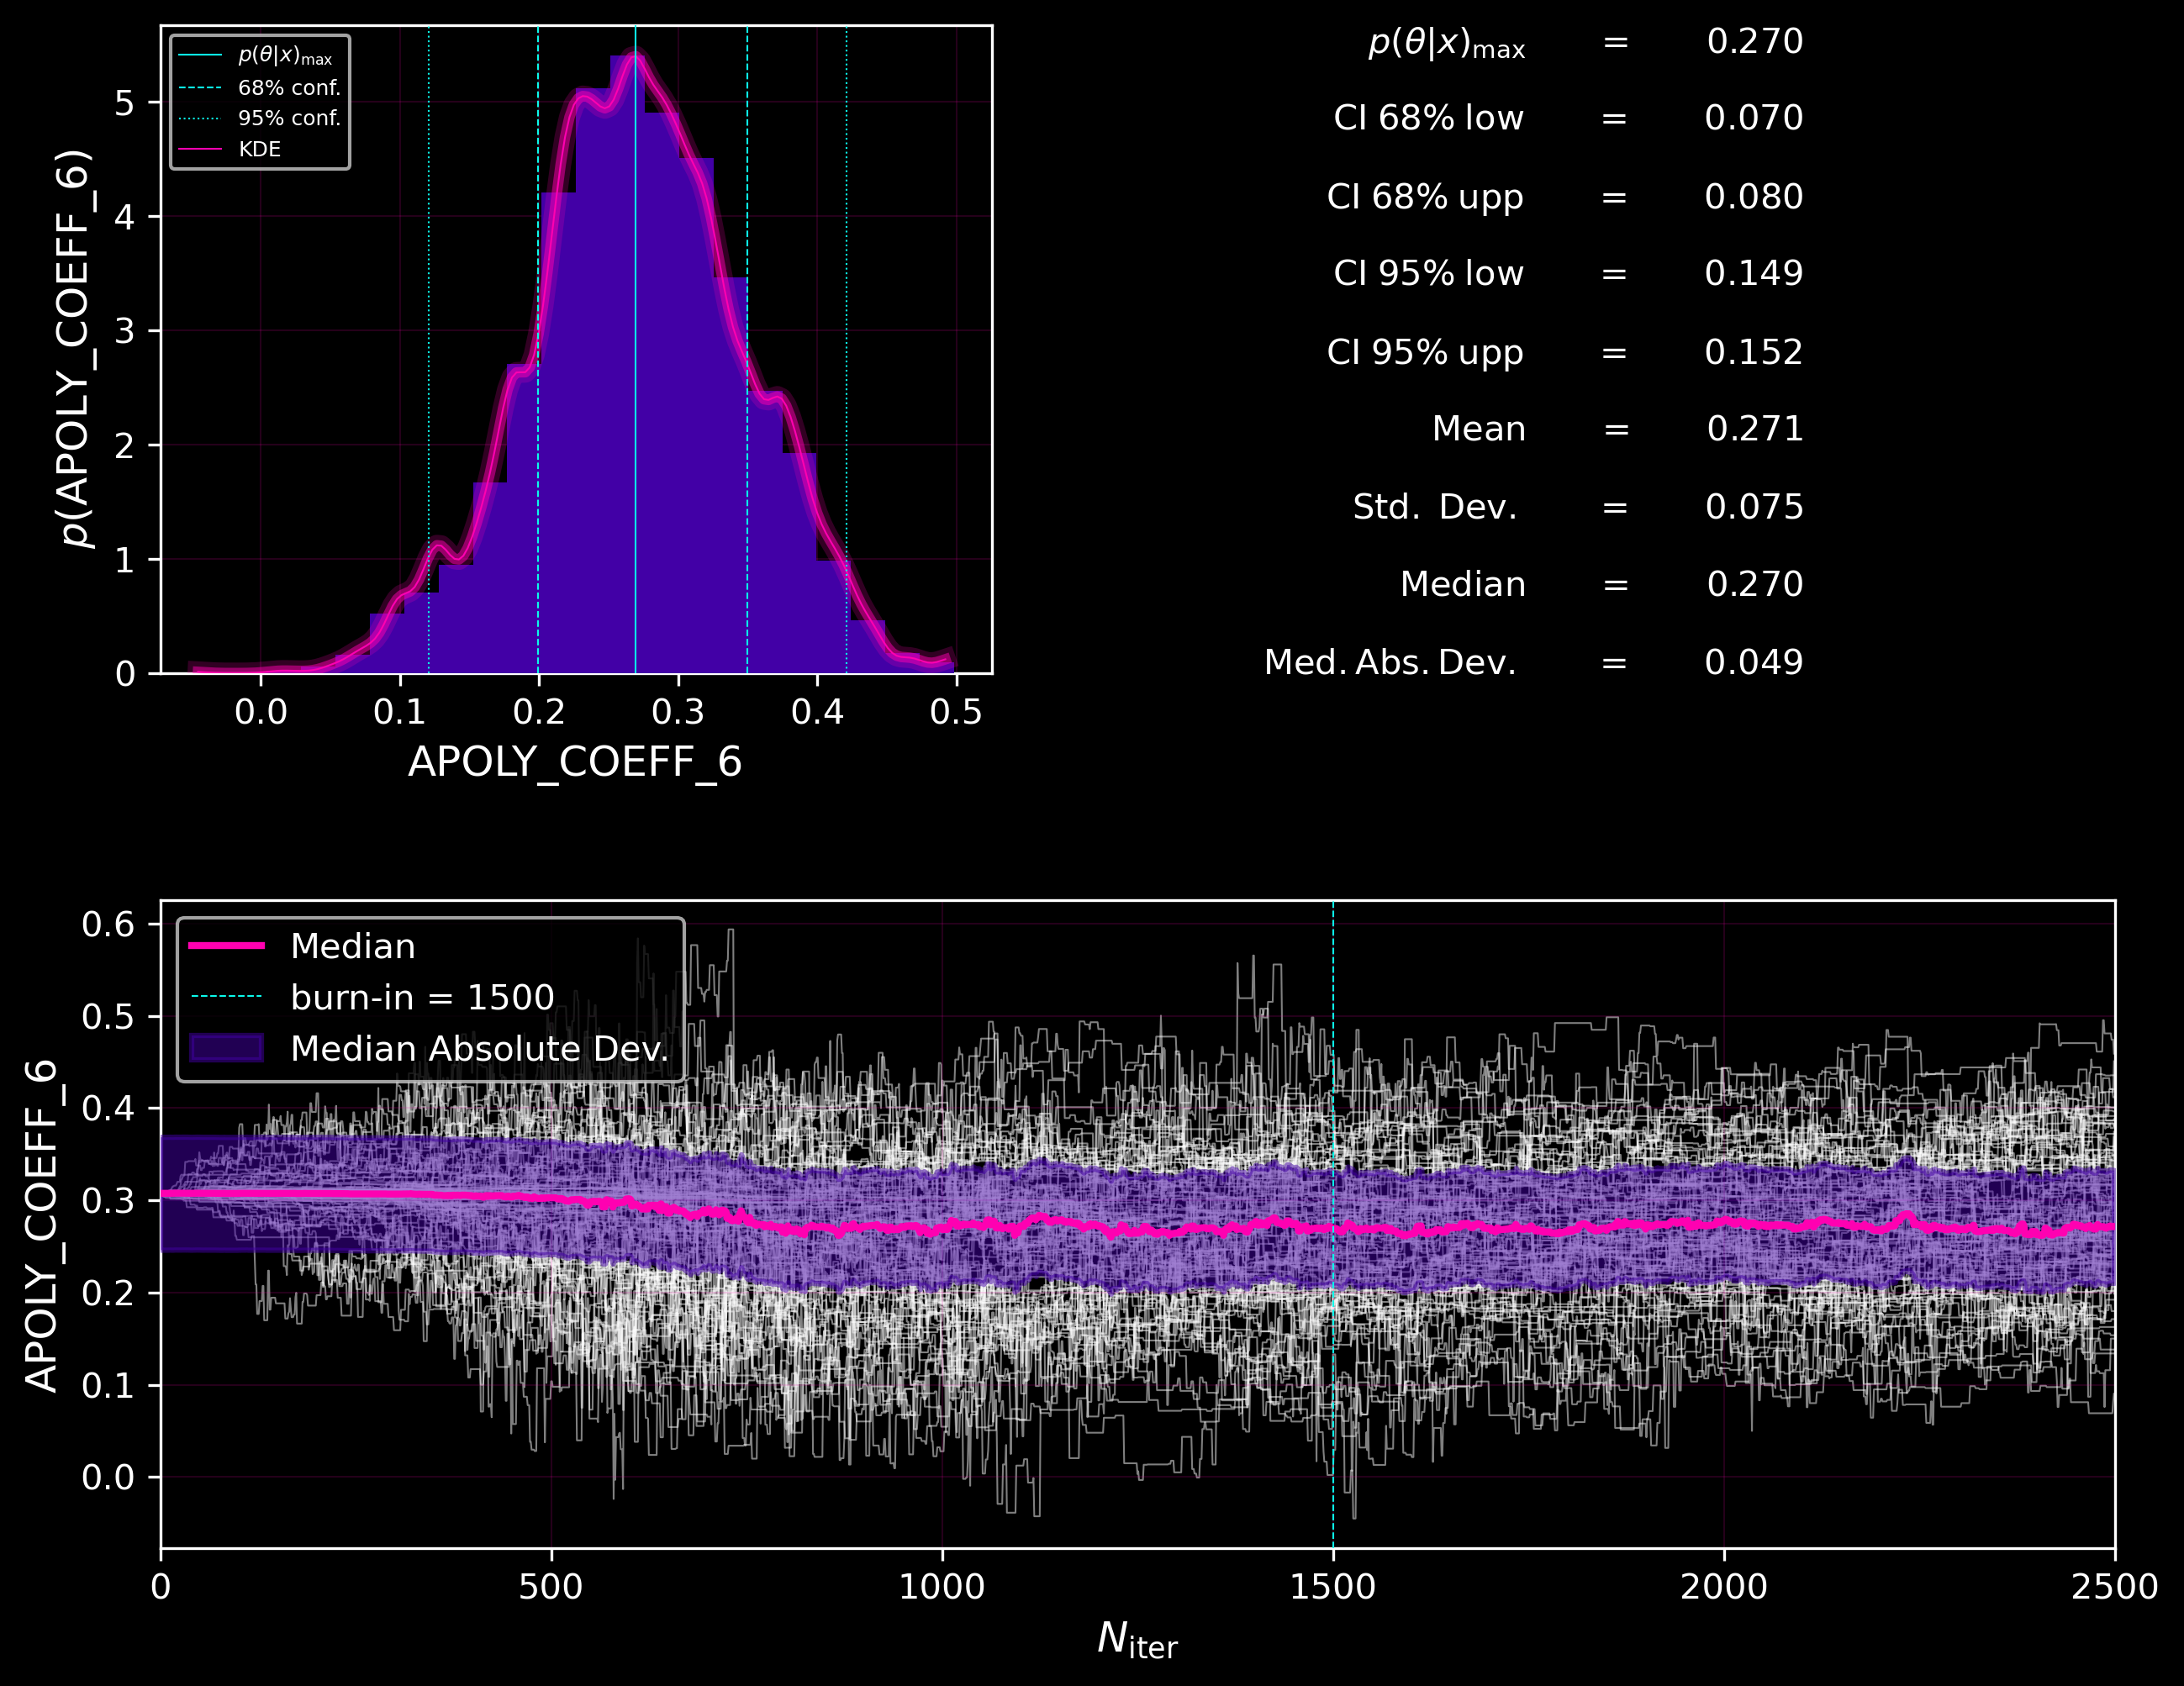 p(θ|x)max
68% conf.
95% conf.
KDE
5
4
3
2
1
0
p(APOLY_COEFF_6)
0.0 0.1 0.2 0.3 0.4 0.5
APOLY_COEFF_6
p(θ|x)max = 0.270
CI 68% low = 0.070
CI 68% upp = 0.080
CI 95% low = 0.149
CI 95% upp = 0.152
Mean = 0.271
Std. Dev. = 0.075
Median = 0.270
Med. Abs. Dev. = 0.049
Median
burn-in = 1500
Median Absolute Dev.
0.6
0.5
0.4
0.3
0.2
0.1
0.0
APOLY_COEFF_6
0 500 1000 1500 2000 2500
Niter